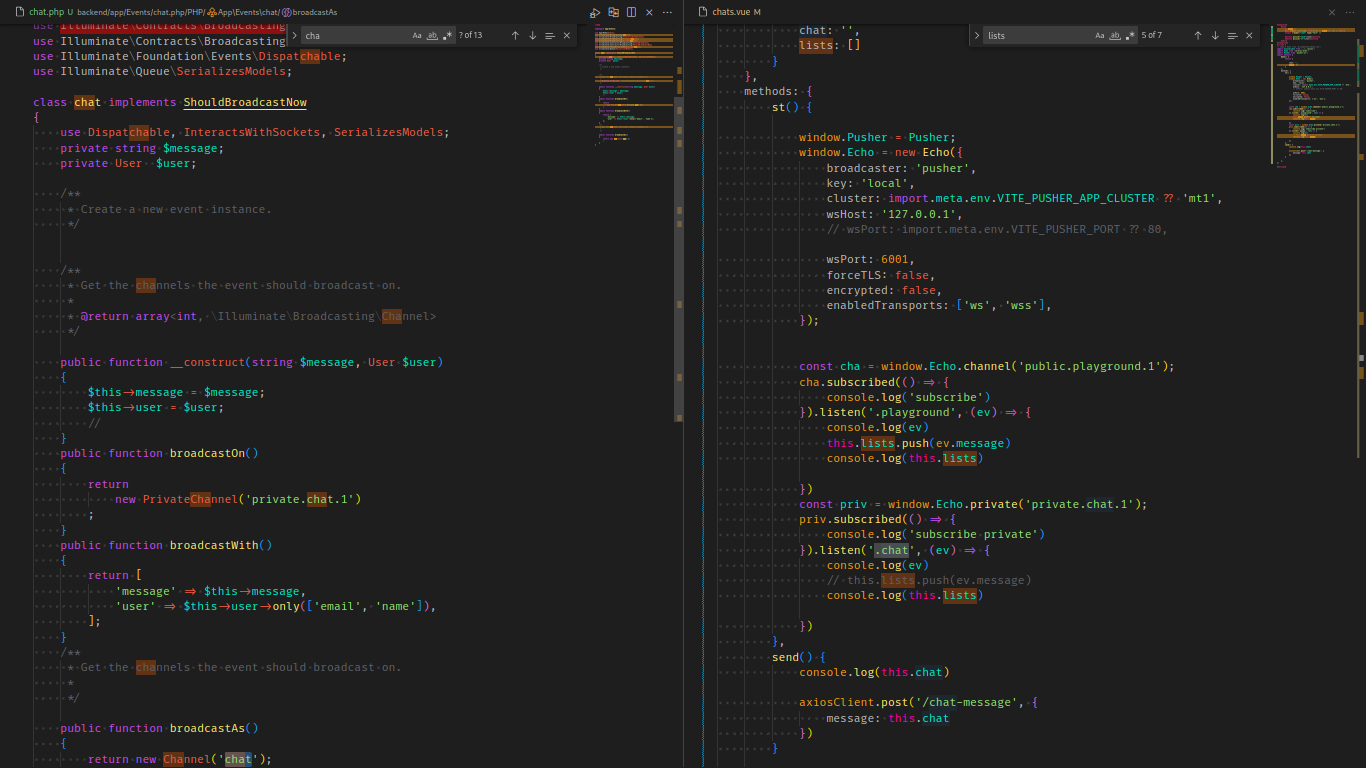 chat.php U backend/app/Events/chat.php/PHP/App\Events\chat/broadcastAs
cha
Aa ab .*
? of 13
use Illuminate\Contracts\Broadcasting
use Illuminate\Contracts\Broadcasting
use Illuminate\Foundation\Events\Dispatchable;
use Illuminate\Queue\SerializesModels;
class chat implements ShouldBroadcastNow
{
use Dispatchable, InteractsWithSockets, SerializesModels;
private string $message;
private User $user;
/**
* Create a new event instance.
*/
/**
* Get the channels the event should broadcast on.
*
* @return array<int, \Illuminate\Broadcasting\Channel>
*/
public function __construct(string $message, User $user)
{
$this->message = $message;
$this->user = $user;
//
}
public function broadcastOn()
{
return
new PrivateChannel('private.chat.1')
;
}
public function broadcastWith()
{
return [
'message' => $this->message,
'user' => $this->user->only(['email', 'name']),
];
}
/**
* Get the channels the event should broadcast on.
*
*/
public function broadcastAs()
{
return new Channel('chat');
chats.vue M
lists
Aa ab .*
5 of 7
chat: '',
lists: []
}
},
methods: {
st() {
window.Pusher = Pusher;
window.Echo = new Echo({
broadcaster: 'pusher',
key: 'local',
cluster: import.meta.env.VITE_PUSHER_APP_CLUSTER ?? 'mt1',
wsHost: '127.0.0.1',
// wsPort: import.meta.env.VITE_PUSHER_PORT ?? 80,
wsPort: 6001,
forceTLS: false,
encrypted: false,
enabledTransports: ['ws', 'wss'],
});
const cha = window.Echo.channel('public.playground.1');
cha.subscribed(() => {
console.log('subscribe')
}).listen('.playground', (ev) => {
console.log(ev)
this.lists.push(ev.message)
console.log(this.lists)
})
const priv = window.Echo.private('private.chat.1');
priv.subscribed(() => {
console.log('subscribe private')
}).listen('.chat', (ev) => {
console.log(ev)
// this.lists.push(ev.message)
console.log(this.lists)
})
},
send() {
console.log(this.chat)
axiosClient.post('/chat-message', {
message: this.chat
})
}